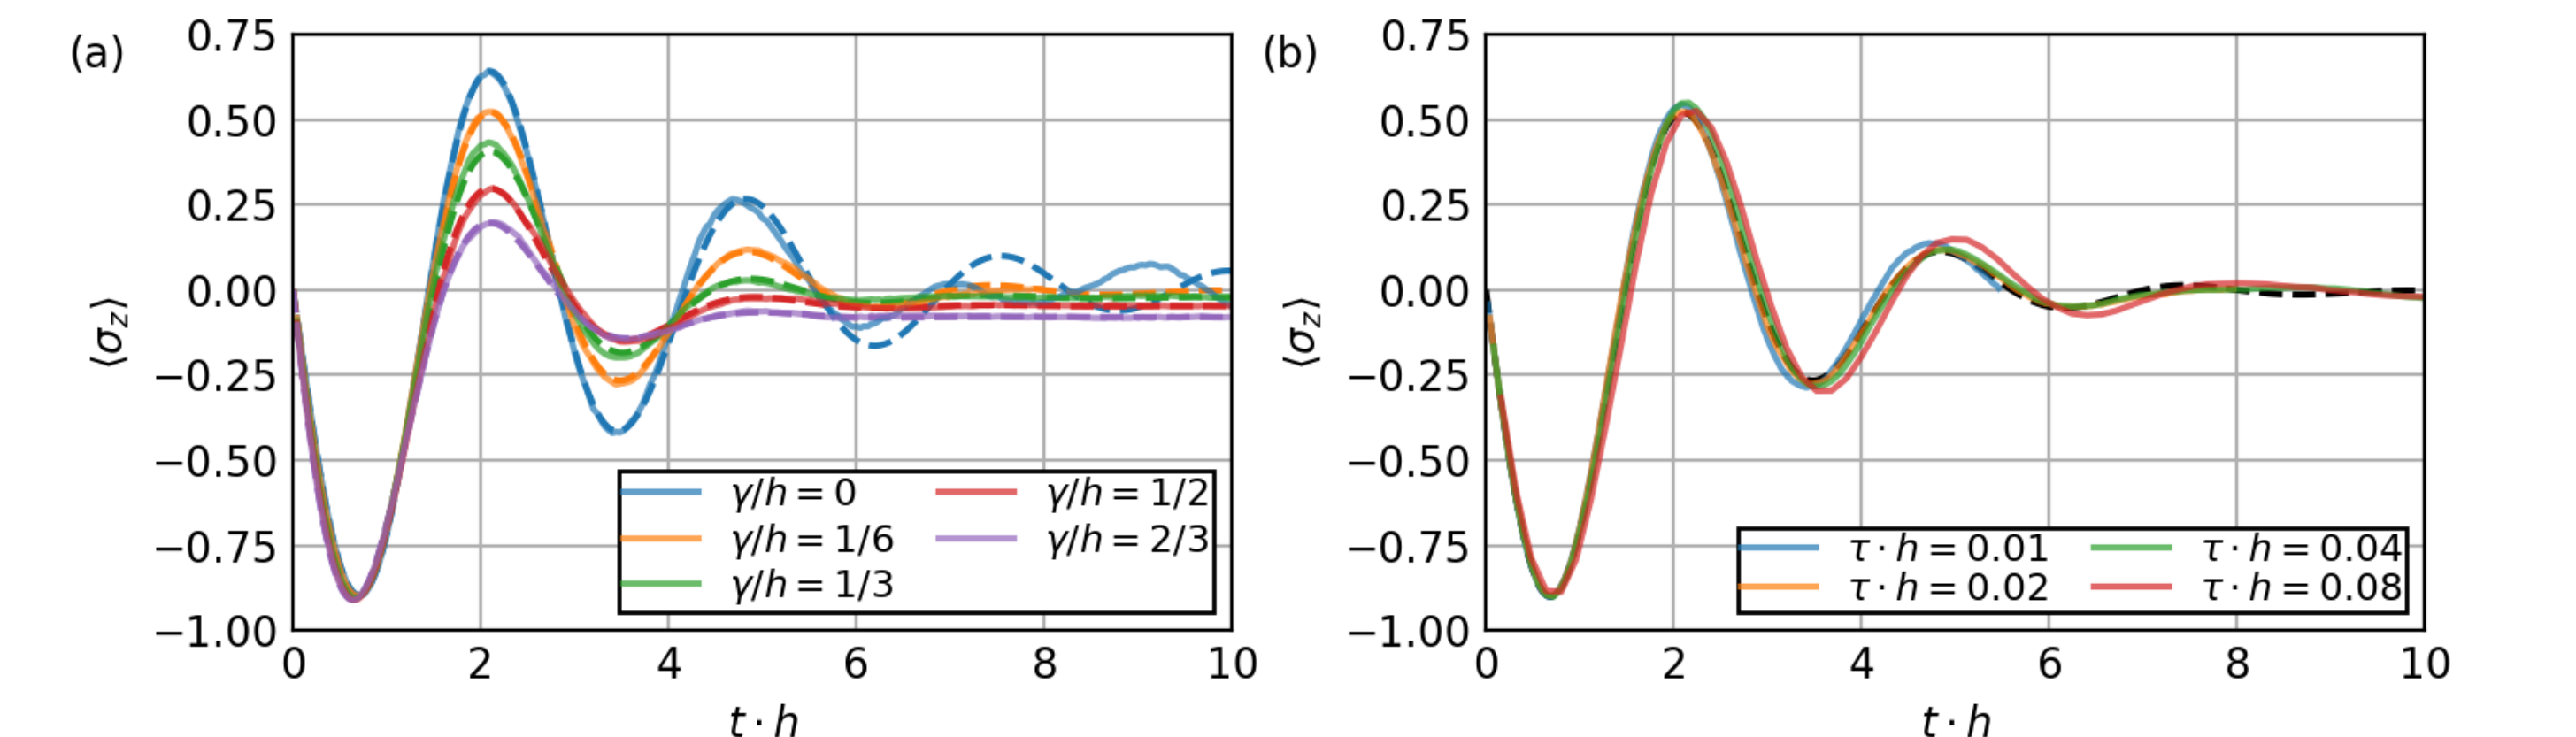 (a)
0.75
0.50
0.25
0.00
−0.25
−0.50
−0.75
−1.00
⟨σz⟩
0 2 4 6 8 10
t · h
γ/h = 0
γ/h = 1/6
γ/h = 1/3
γ/h = 1/2
γ/h = 2/3
(b)
0.75
0.50
0.25
0.00
−0.25
−0.50
−0.75
−1.00
⟨σz⟩
0 2 4 6 8 10
t · h
τ · h = 0.01
τ · h = 0.02
τ · h = 0.04
τ · h = 0.08